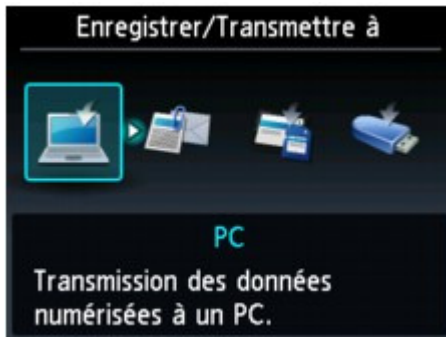 Enregistrer/Transmettre à
PC
Transmission des données
numérisées à un PC.